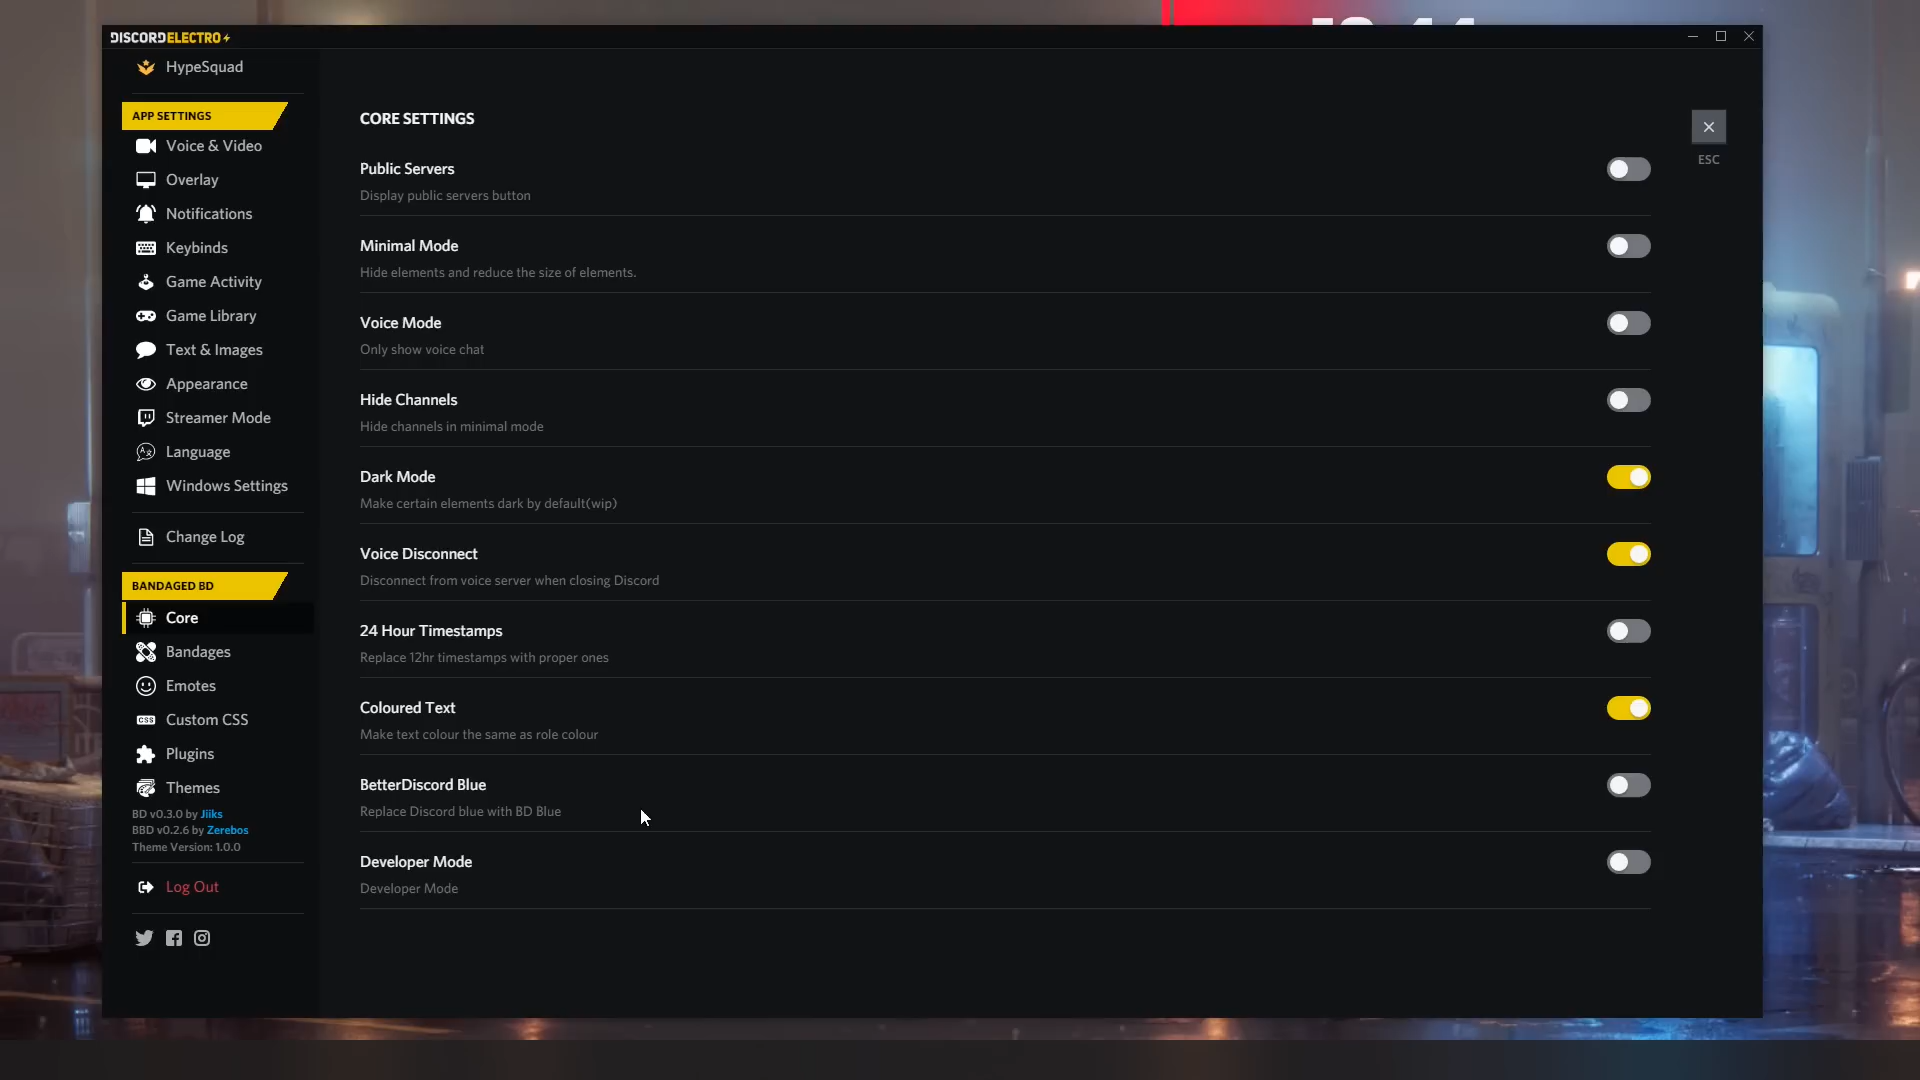 DISCORDELECTRO
HypeSquad
APP SETTINGS
Voice & Video
Overlay
Notifications
Keybinds
Game Activity
Game Library
Text & Images
Appearance
Streamer Mode
Language
Windows Settings
Change Log
BANDAGED BD
Core
Bandages
Emotes
CSS Custom CSS
Plugins
Themes
BD v0.3.0 by Jiiks
BBD v0.2.6 by Zerebos
Theme Version: 1.0.0
Log Out
CORE SETTINGS
Public Servers
Display public servers button
Minimal Mode
Hide elements and reduce the size of elements.
Voice Mode
Only show voice chat
Hide Channels
Hide channels in minimal mode
Dark Mode
Make certain elements dark by default(wip)
Voice Disconnect
Disconnect from voice server when closing Discord
24 Hour Timestamps
Replace 12hr timestamps with proper ones
Coloured Text
Make text colour the same as role colour
BetterDiscord Blue
Replace Discord blue with BD Blue
Developer Mode
Developer Mode
ESC